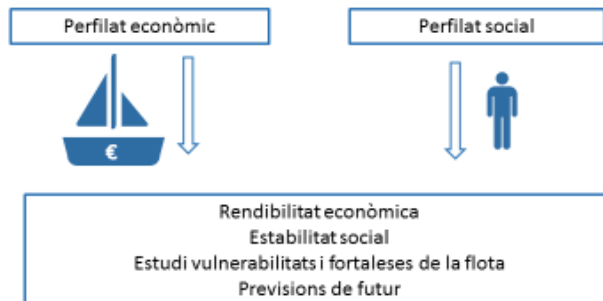 Perfilat econòmic
Perfilat social
€
Rendibilitat econòmica
Estabilitat social
Estudi vulnerabilitats i fortaleses de la flota
Previsions de futur